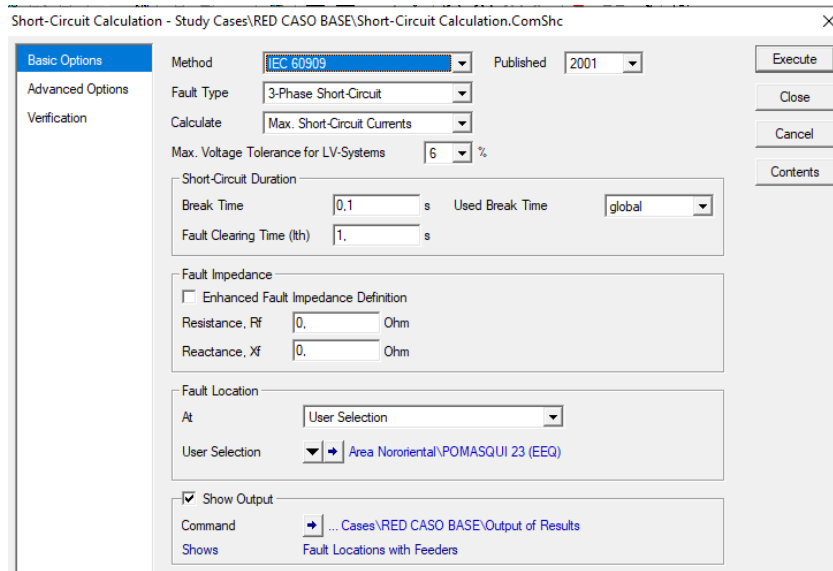 Short-Circuit Calculation - Study Cases\RED CASO BASE\Short-Circuit Calculation.ComShc
Basic Options
Advanced Options
Verification
Method IEC 60909 Published 2001
Fault Type 3-Phase Short-Circuit
Calculate Max. Short-Circuit Currents
Max. Voltage Tolerance for LV-Systems 6 %
Short-Circuit Duration
Break Time 0,1 s Used Break Time global
Fault Clearing Time (Ith) 1, s
Fault Impedance
Enhanced Fault Impedance Definition
Resistance, Rf 0, Ohm
Reactance, Xf 0, Ohm
Fault Location
At User Selection
User Selection Area Nororiental\POMASQUI 23 (EEQ)
Show Output
Command ... Cases\RED CASO BASE\Output of Results
Shows Fault Locations with Feeders
Execute
Close
Cancel
Contents